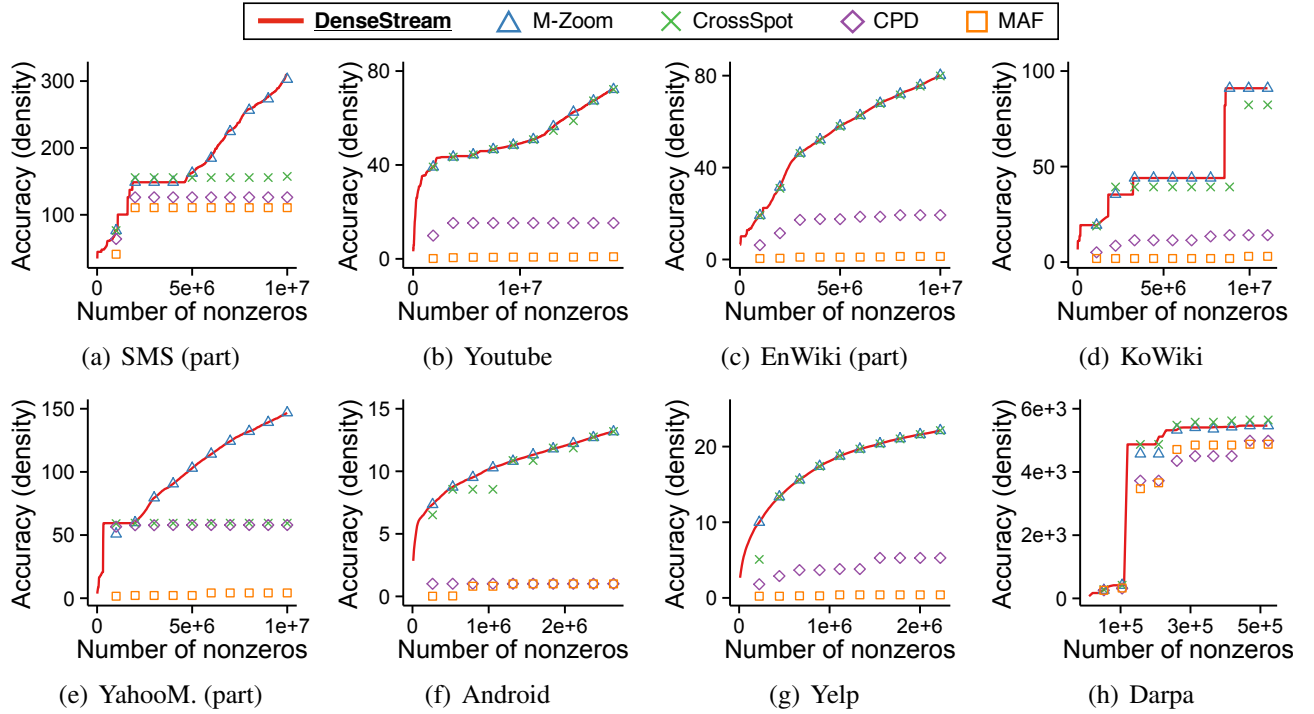 DenseStream M-Zoom CrossSpot CPD MAF
Accuracy (density)
300
200
100
0 5e+6 1e+7
Number of nonzeros
(a) SMS (part)
Accuracy (density)
80
40
0
0 1e+7
Number of nonzeros
(b) Youtube
Accuracy (density)
80
40
0
0 5e+6 1e+7
Number of nonzeros
(c) EnWiki (part)
Accuracy (density)
100
50
0
5e+6 1e+7
Number of nonzeros
(d) KoWiki
Accuracy (density)
150
100
50
0
0 5e+6 1e+7
Number of nonzeros
(e) YahooM. (part)
Accuracy (density)
15
10
5
0
1e+6 2e+6
Number of nonzeros
(f) Android
Accuracy (density)
20
10
0
0 1e+6 2e+6
Number of nonzeros
(g) Yelp
Accuracy (density)
6e+3
4e+3
2e+3
0
1e+5 3e+5 5e+5
Number of nonzeros
(h) Darpa